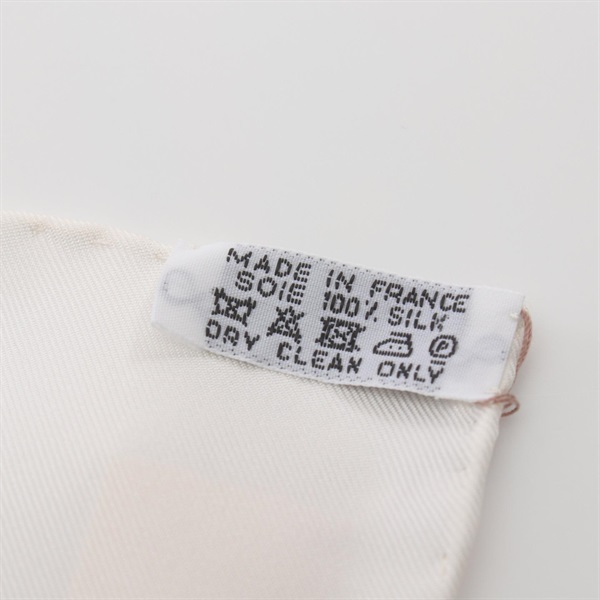 MADE IN FRANCE
SOIE 100% SILK
P
DRY CLEAN ONLY